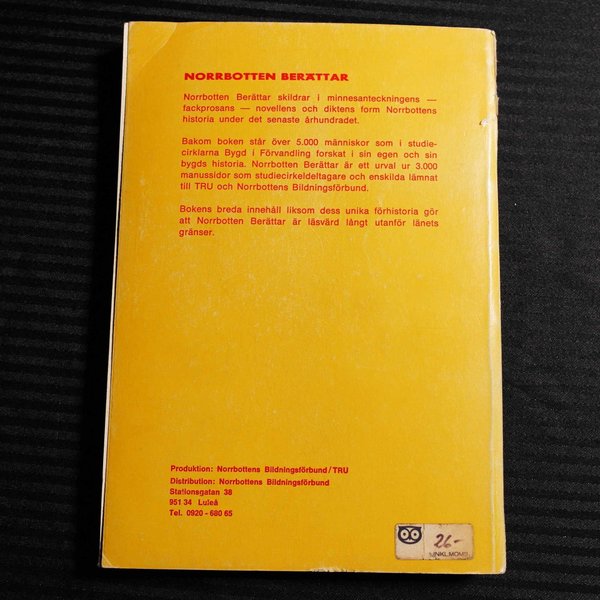 NORRBOTTEN BERÄTTAR
Norrbotten Berättar skildrar i minnesanteckningens —
fackprosans — novellens och diktens form Norrbottens
historia under det senaste århundradet.
Bakom boken står över 5.000 människor som i studie-
cirklarna Bygd i Förvandling forskat i sin egen och sin
bygds historia. Norrbotten Berättar är ett urval ur 3.000
manussidor som studiecirkeldeltagare och enskilda lämnat
till TRU och Norrbottens Bildningsförbund.
Bokens breda innehåll liksom dess unika förhistoria gör
att Norrbotten Berättar är läsvärd långt utanför länets
gränser.
Produktion: Norrbottens Bildningsförbund/TRU
Distribution: Norrbottens Bildningsförbund
Stationsgatan 38
951 34 Luleå
Tel. 0920-680 65
26-
INKL.MOMS